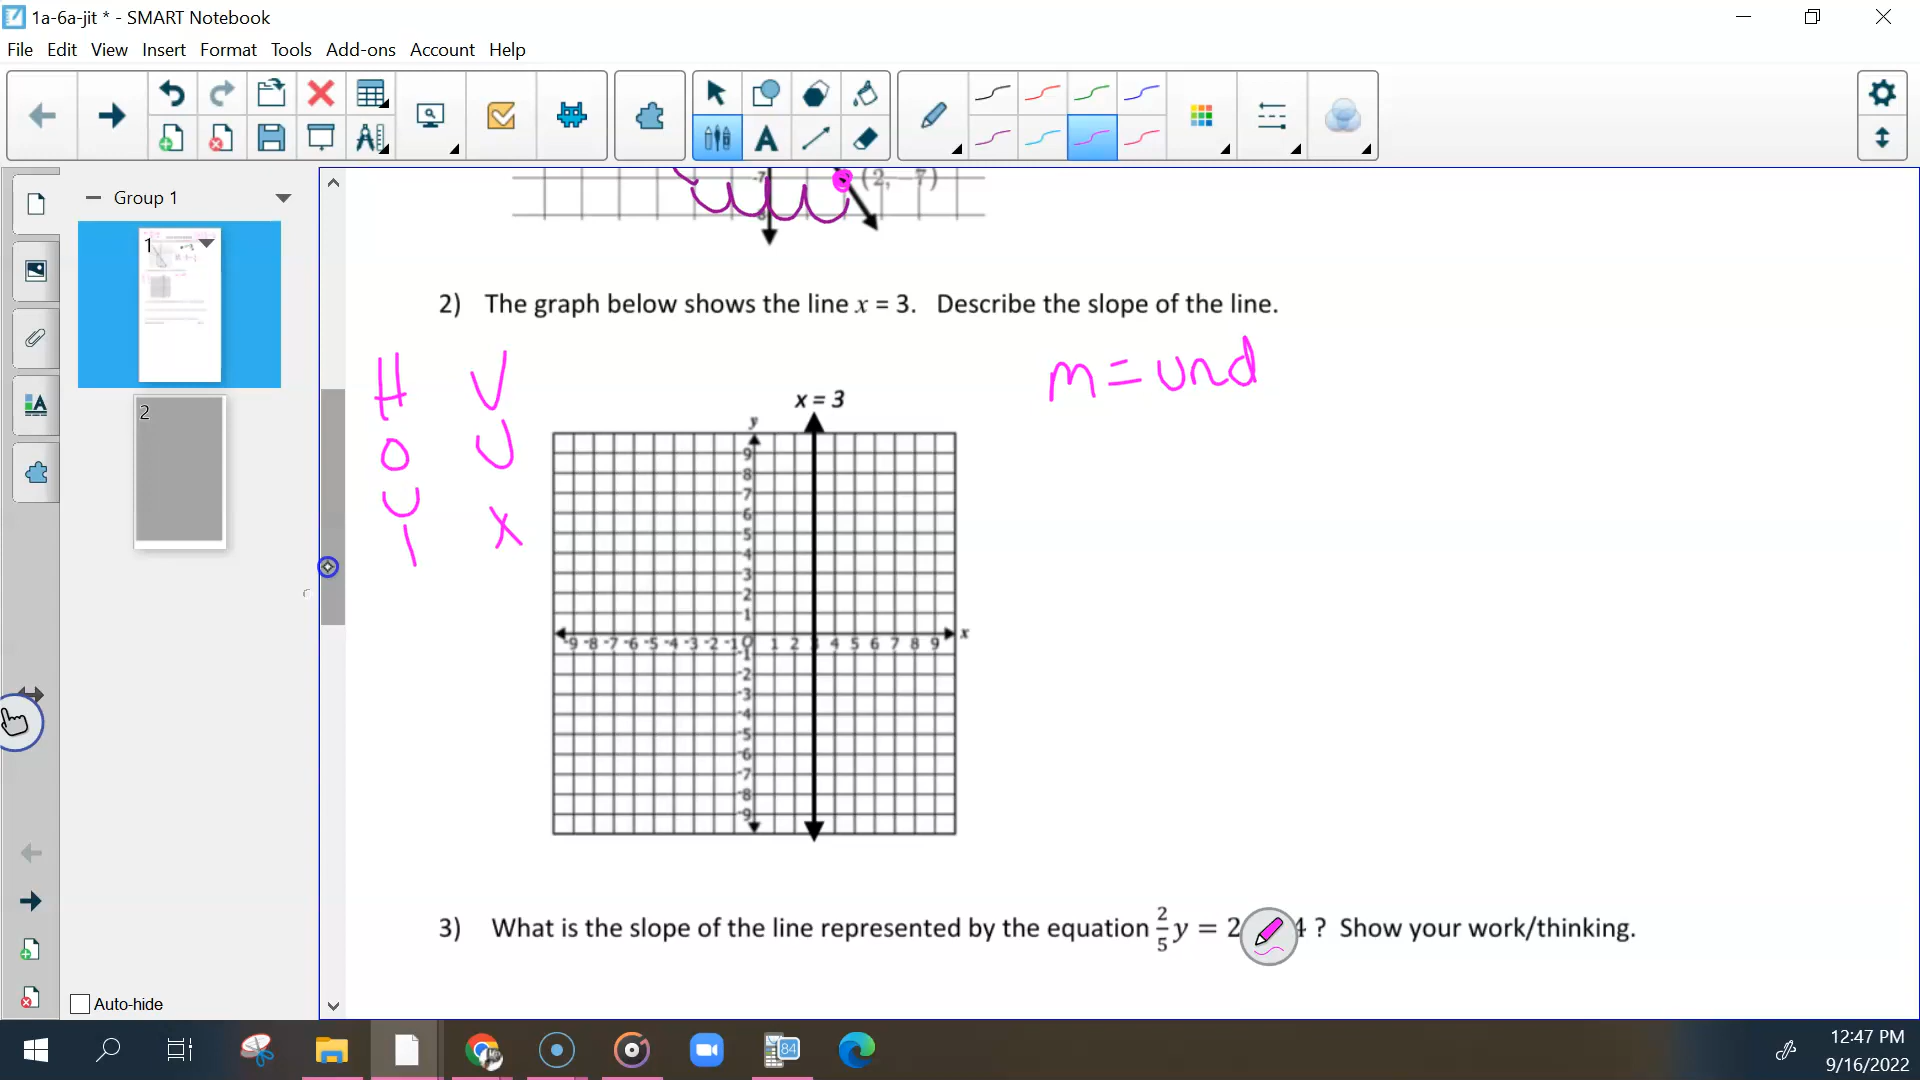 1a-6a-jit * - SMART Notebook
File Edit View Insert Format Tools Add-ons Account Help
Group 1
1
2
Auto-hide
-7
(2, -7)
2) The graph below shows the line x = 3. Describe the slope of the line.
H V
O U
U X
I
m = und
x = 3
y
9
8
7
6
5
4
3
2
1
-9 -8 -7 -6 -5 -4 -3 -2 -1 O 1 2 3 4 5 6 7 8 9 x
-1
-2
-3
-4
-5
-6
-7
-8
-9
3) What is the slope of the line represented by the equation 2/5 y = 2 4 ? Show your work/thinking.
84
12:47 PM
9/16/2022